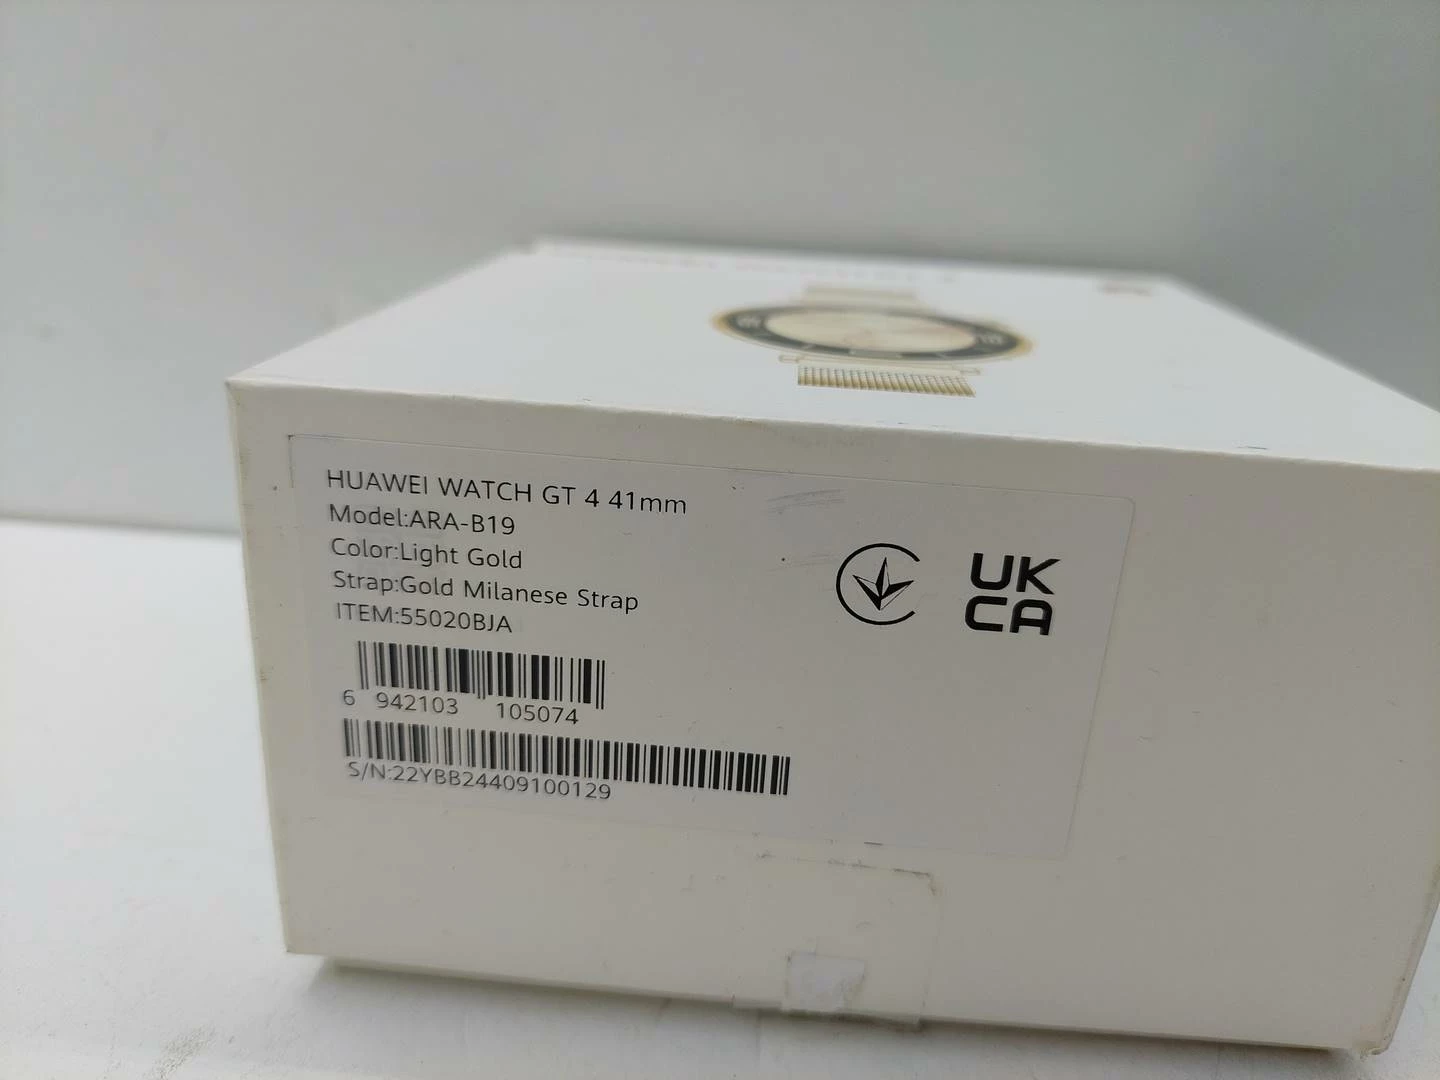 HUAWEI WATCH GT 4 41mm
Model:ARA-B19
Color:Light Gold
Strap:Gold Milanese Strap
ITEM:55020BJA
6 942103 105074
S/N:22YBB24409100129
UK
CA